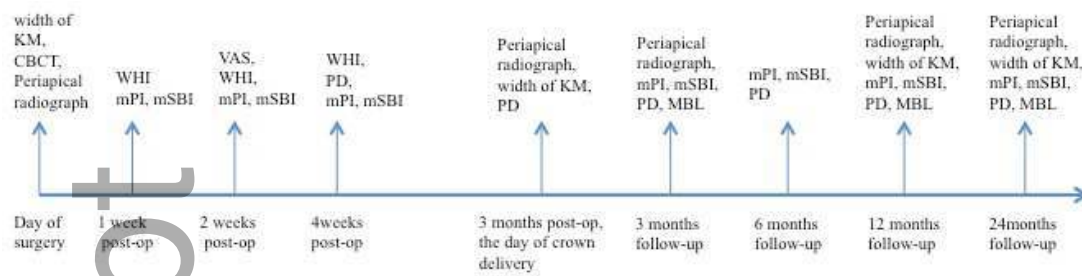 width of
KM,
CBCT,
Periapical
radiograph
WHI
mPI, mSBI
VAS,
WHI,
mPI, mSBI
WHI,
PD,
mPI, mSBI
Periapical
radiograph,
width of KM,
PD
Periapical
radiograph,
mPI, mSBI,
PD, MBL
mPI, mSBI,
PD
Periapical
radiograph,
width of KM,
mPI, mSBI,
PD, MBL
Periapical
radiograph,
width of KM,
mPI, mSBI,
PD, MBL
Day of
surgery
1 week
post-op
2 weeks
post-op
4weeks
post-op
3 months post-op,
the day of crown
delivery
3 months
follow-up
6 months
follow-up
12 months
follow-up
24months
follow-up